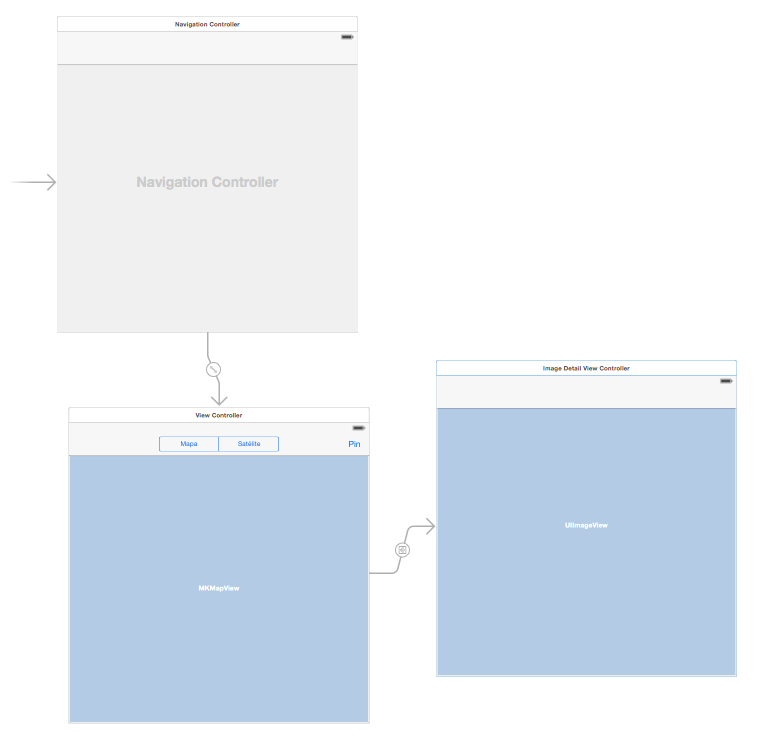 Navigation Controller
Navigation Controller
View Controller
Mapa Satélite Pin
MKMapView
Image Detail View Controller
UIImageView